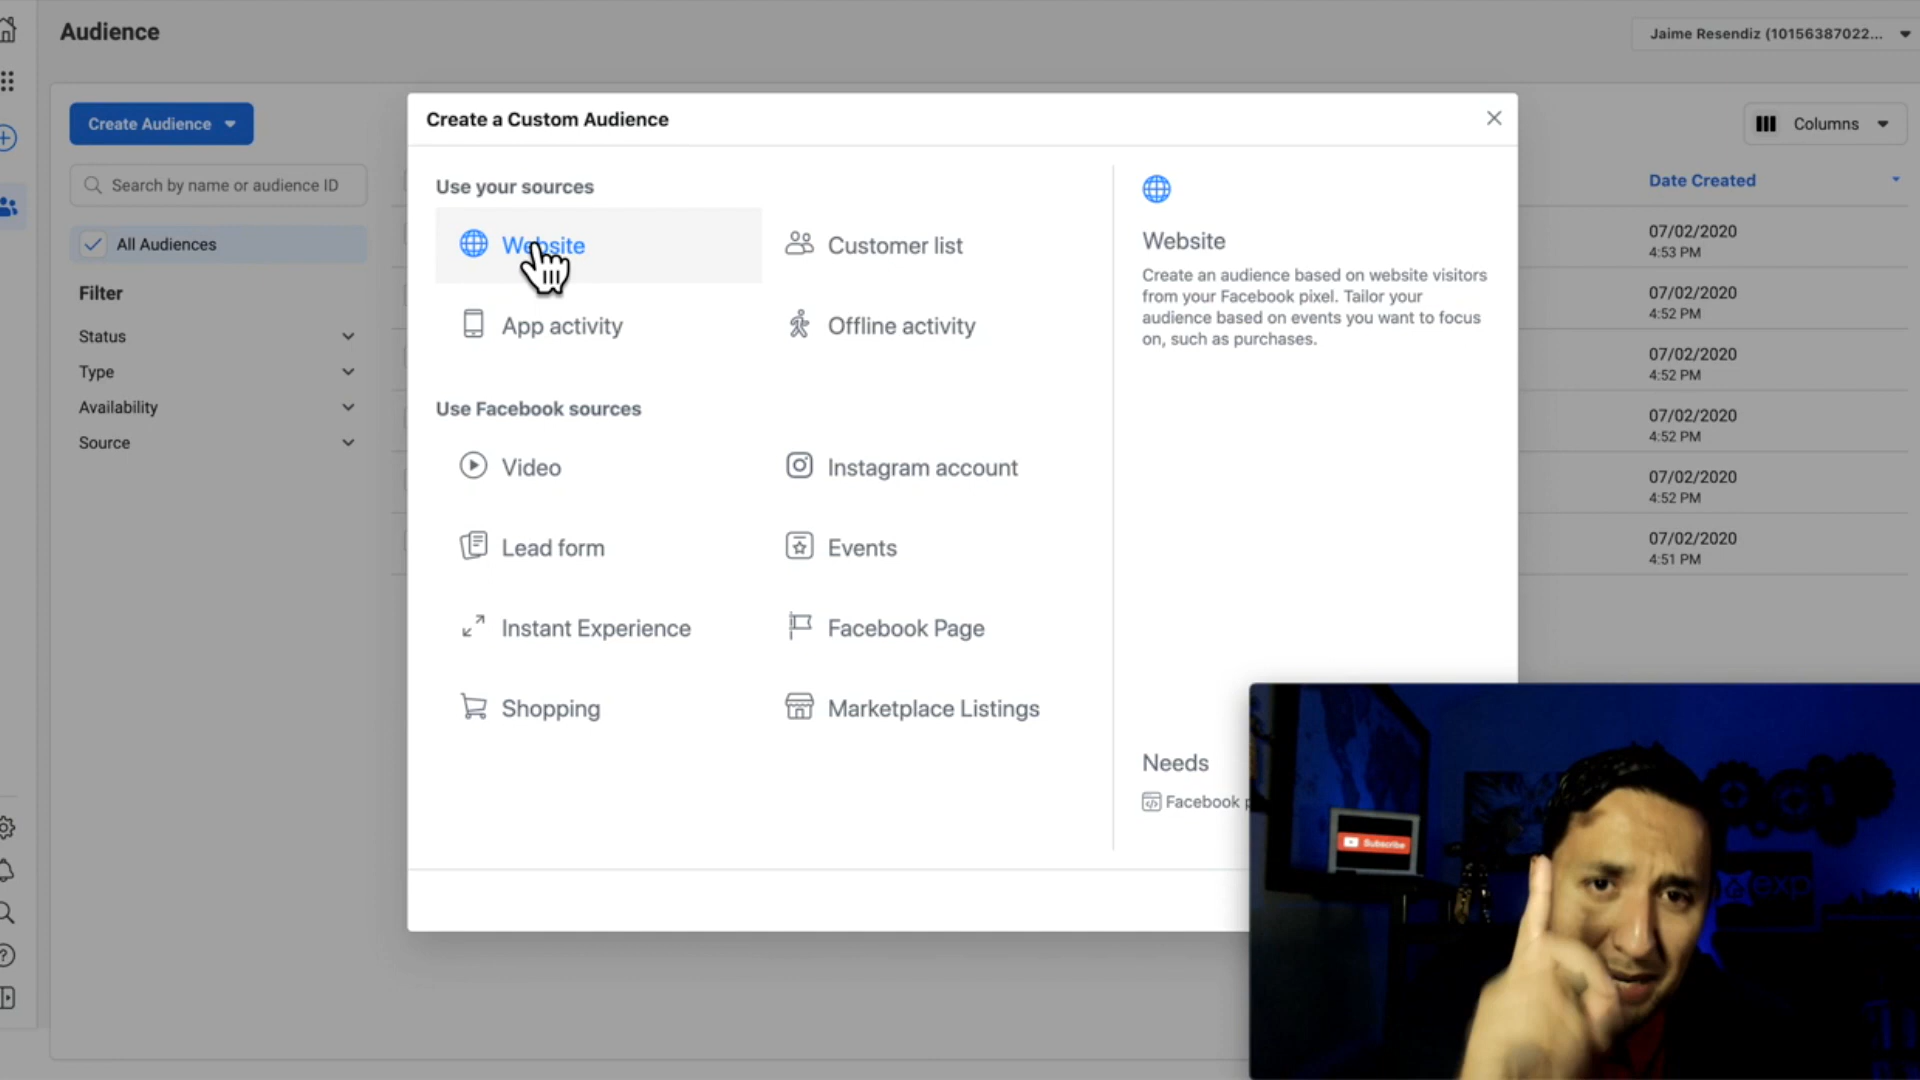 Audience
Jaime Resendiz (10156387022...
Create Audience
Search by name or audience ID
All Audiences
Filter
Status
Type
Availability
Source
Create a Custom Audience
Use your sources
Website
Customer list
App activity
Offline activity
Use Facebook sources
Video
Instagram account
Lead form
Events
Instant Experience
Facebook Page
Shopping
Marketplace Listings
Website
Create an audience based on website visitors
from your Facebook pixel. Tailor your
audience based on events you want to focus
on, such as purchases.
Needs
Facebook p
Columns
Date Created
07/02/2020
4:53 PM
07/02/2020
4:52 PM
07/02/2020
4:52 PM
07/02/2020
4:52 PM
07/02/2020
4:52 PM
07/02/2020
4:51 PM
Subscribe
exp